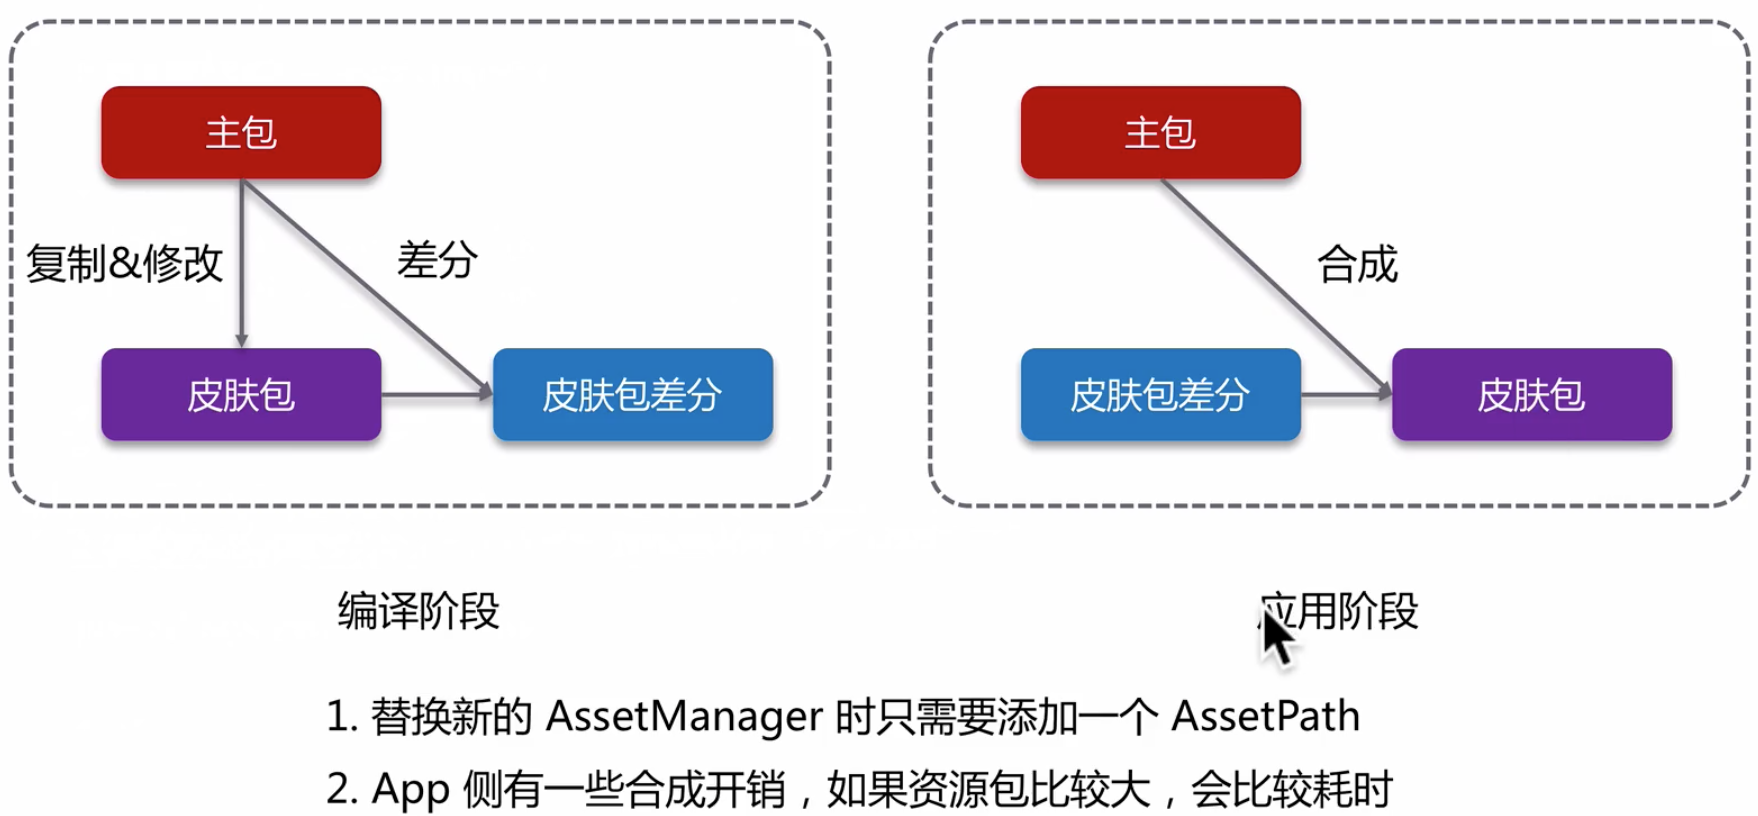 主包
复制&修改
差分
皮肤包
皮肤包差分
编译阶段
主包
合成
皮肤包差分
皮肤包
应用阶段
1. 替换新的 AssetManager 时只需要添加一个 AssetPath
2. App 侧有一些合成开销，如果资源包比较大，会比较耗时